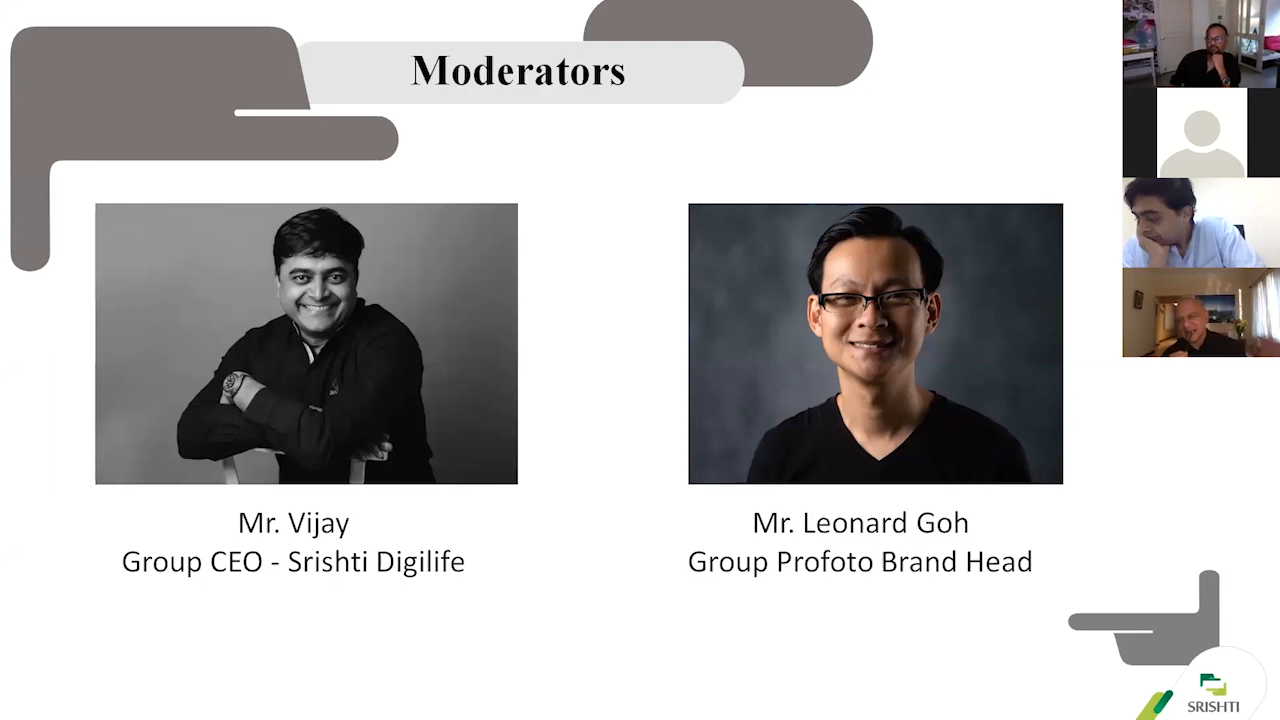 Moderators
Mr. Vijay
Group CEO - Srishti Digilife
Mr. Leonard Goh
Group Profoto Brand Head
SRISHTI